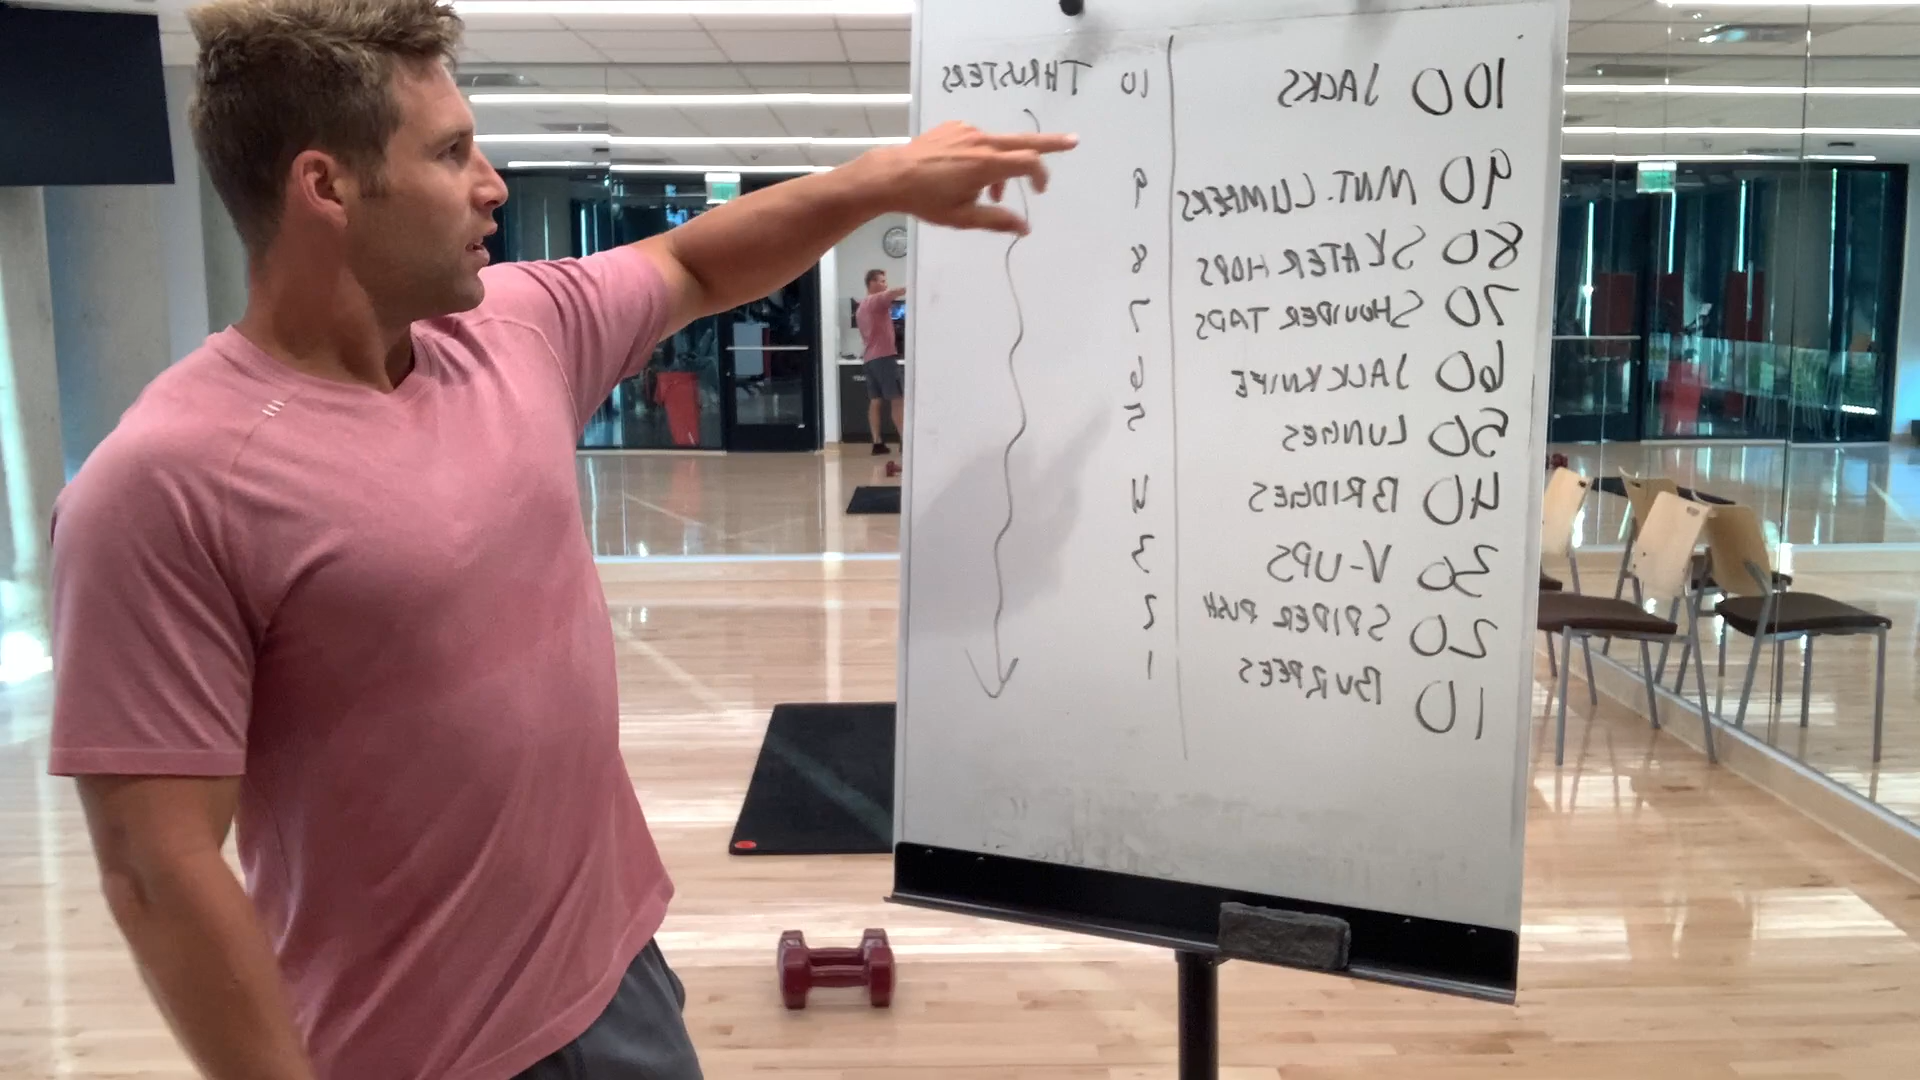 100 JACKS 10 THRUSTERS
90 MNT. CLIMBERS 9
80 SKATER HOPS 8
70 SHOULDER TAPS 7
60 JACKKNIFE 6
50 LUNGES 5
40 BRIDGES 4
30 V-UPS 3
20 SPIDER PUSH 2
10 BURPEES 1